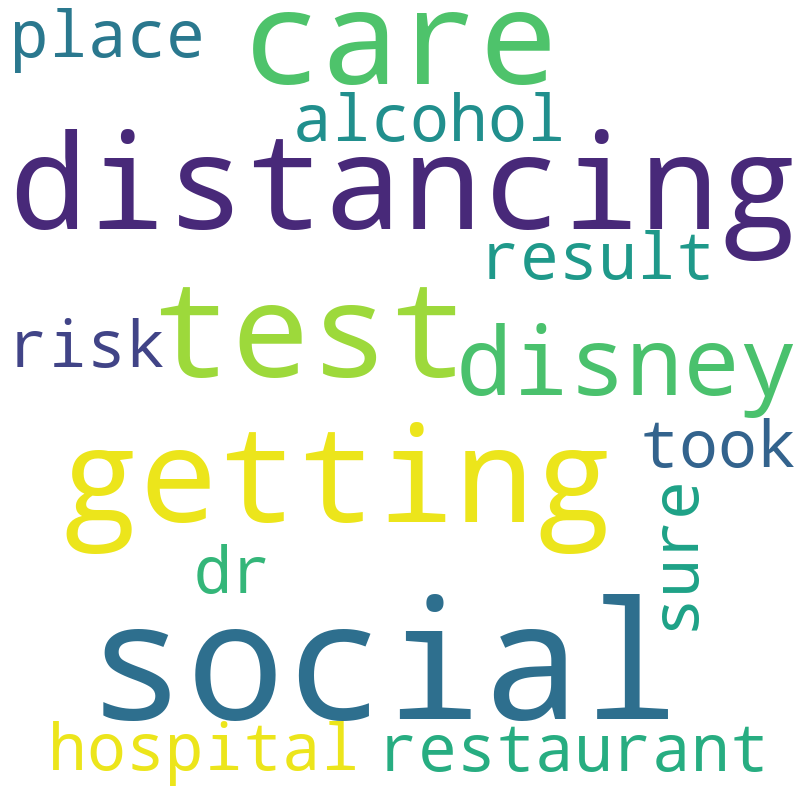 place
care
alcohol
distancing
result
risk
test
disney
getting
took
sure
dr
social
hospital
restaurant